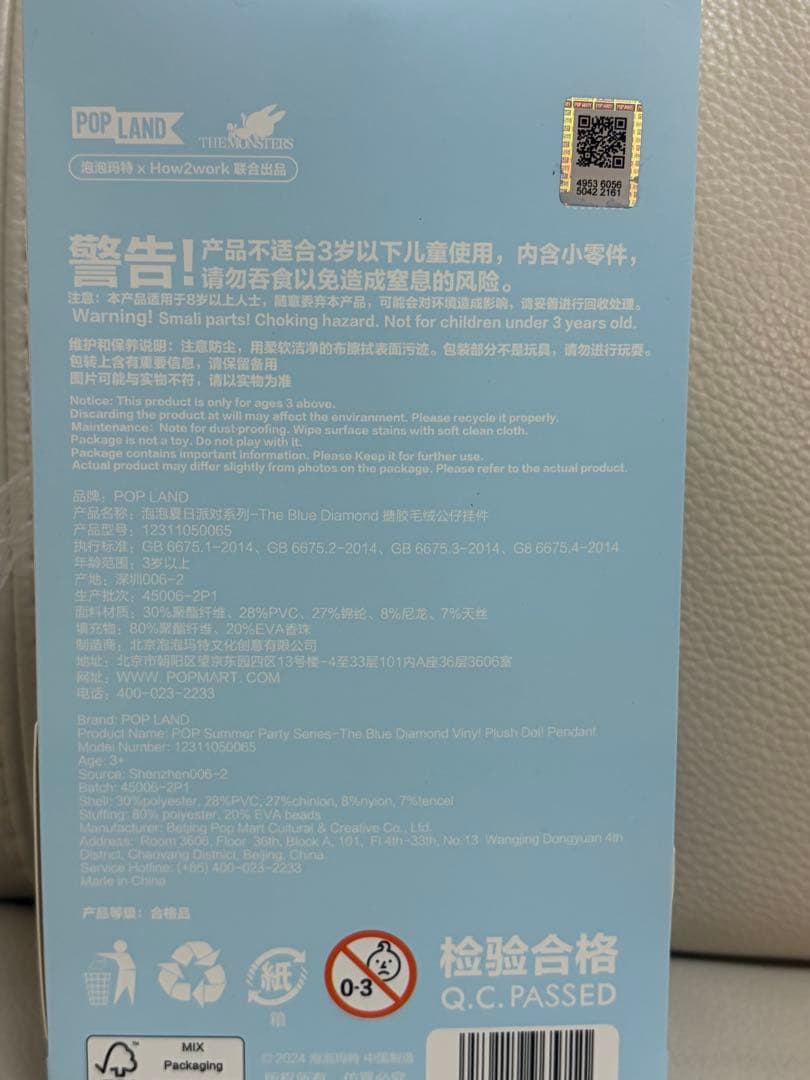 POP LAND
THE MONSTERS
泡泡玛特 x How2work 联合出品
4953 6056
5042 2161
警告!产品不适合3岁以下儿童使用，内含小零件，
请勿吞食以免造成窒息的风险。
注意：本产品适用于8岁以上人士，随意丢弃本产品，可能会对环境造成影响，请妥善进行回收处理。
Warning! Smali parts! Choking hazard. Not for children under 3 years old.
维护和保养说明：注意防尘，用柔软洁净的布擦拭表面污迹。包装部分不是玩具，请勿进行玩耍。
包转上含有重要信息，请保留备用
图片可能与实物不符，请以实物为准
Notice: This product is only for ages 3 above.
Discarding the product at will may effect the enviranment. Please recycle it properly.
Maintenance: Note for dust-proofing. Wipe surface stains with soft clean cloth.
Package is not a toy. Do not play with it.
Package contains important Information. Please Keep it for further use.
Actual product may differ slightly from photos on the package. Please refer to the actual product.
品牌：POP LAND
产品名称：泡泡夏日派对系列-The Blue Diamond 搪胶毛绒公仔挂件
产品型号：12311050065
执行标准：GB 6675.1-2014、GB 6675.2-2014、GB 6675.3-2014、G8 6675.4-2014
年龄范围：3岁以上
产地：深圳006-2
生产批次：45006-2P1
面料材质：30%聚酯纤维、28%PVC、27%锦纶、8%尼龙、7%天丝
填充物：80%聚酯纤维、20%EVA香珠
制造商：北京泡泡玛特文化创意有限公司
地址：北京市朝阳区望京东园四区13号楼-4至33层101内A座36层3606室
网址：WWW. POPMART. COM
电话：400-023-2233
Brand: POP LAND
Product Name: POP Summer Party Series-The Blue Diamond Viny! Plush Dol! Pendant
Model Number: 12311050065
Age: 3+
Source: Shenzhen006-2
Batch: 45006-2P1
Shell: 30%polyester, 28%PVC, 27%chinlon, 8%nyion, 7%tencel
Stuffing: 80% polyester, 20% EVA beads
Manufacturer: Beijing Pop Mart Cuitural & Creative Co., Ltd.
Address: Room 3606, Floor 36th, Block A, 101, Fl 4th-33th, No.13 Wangjing Dongyuan 4th
District, Chaovang District, Beijing, China.
Service Hotline: (+86) 400-023-2233
Made in China
产品等级：合格品
紙
箱
0-3
检验合格
Q.C. PASSED
MIX
Packaging
© 2024 泡泡玛特 中国制造
版权所有 仿冒必究